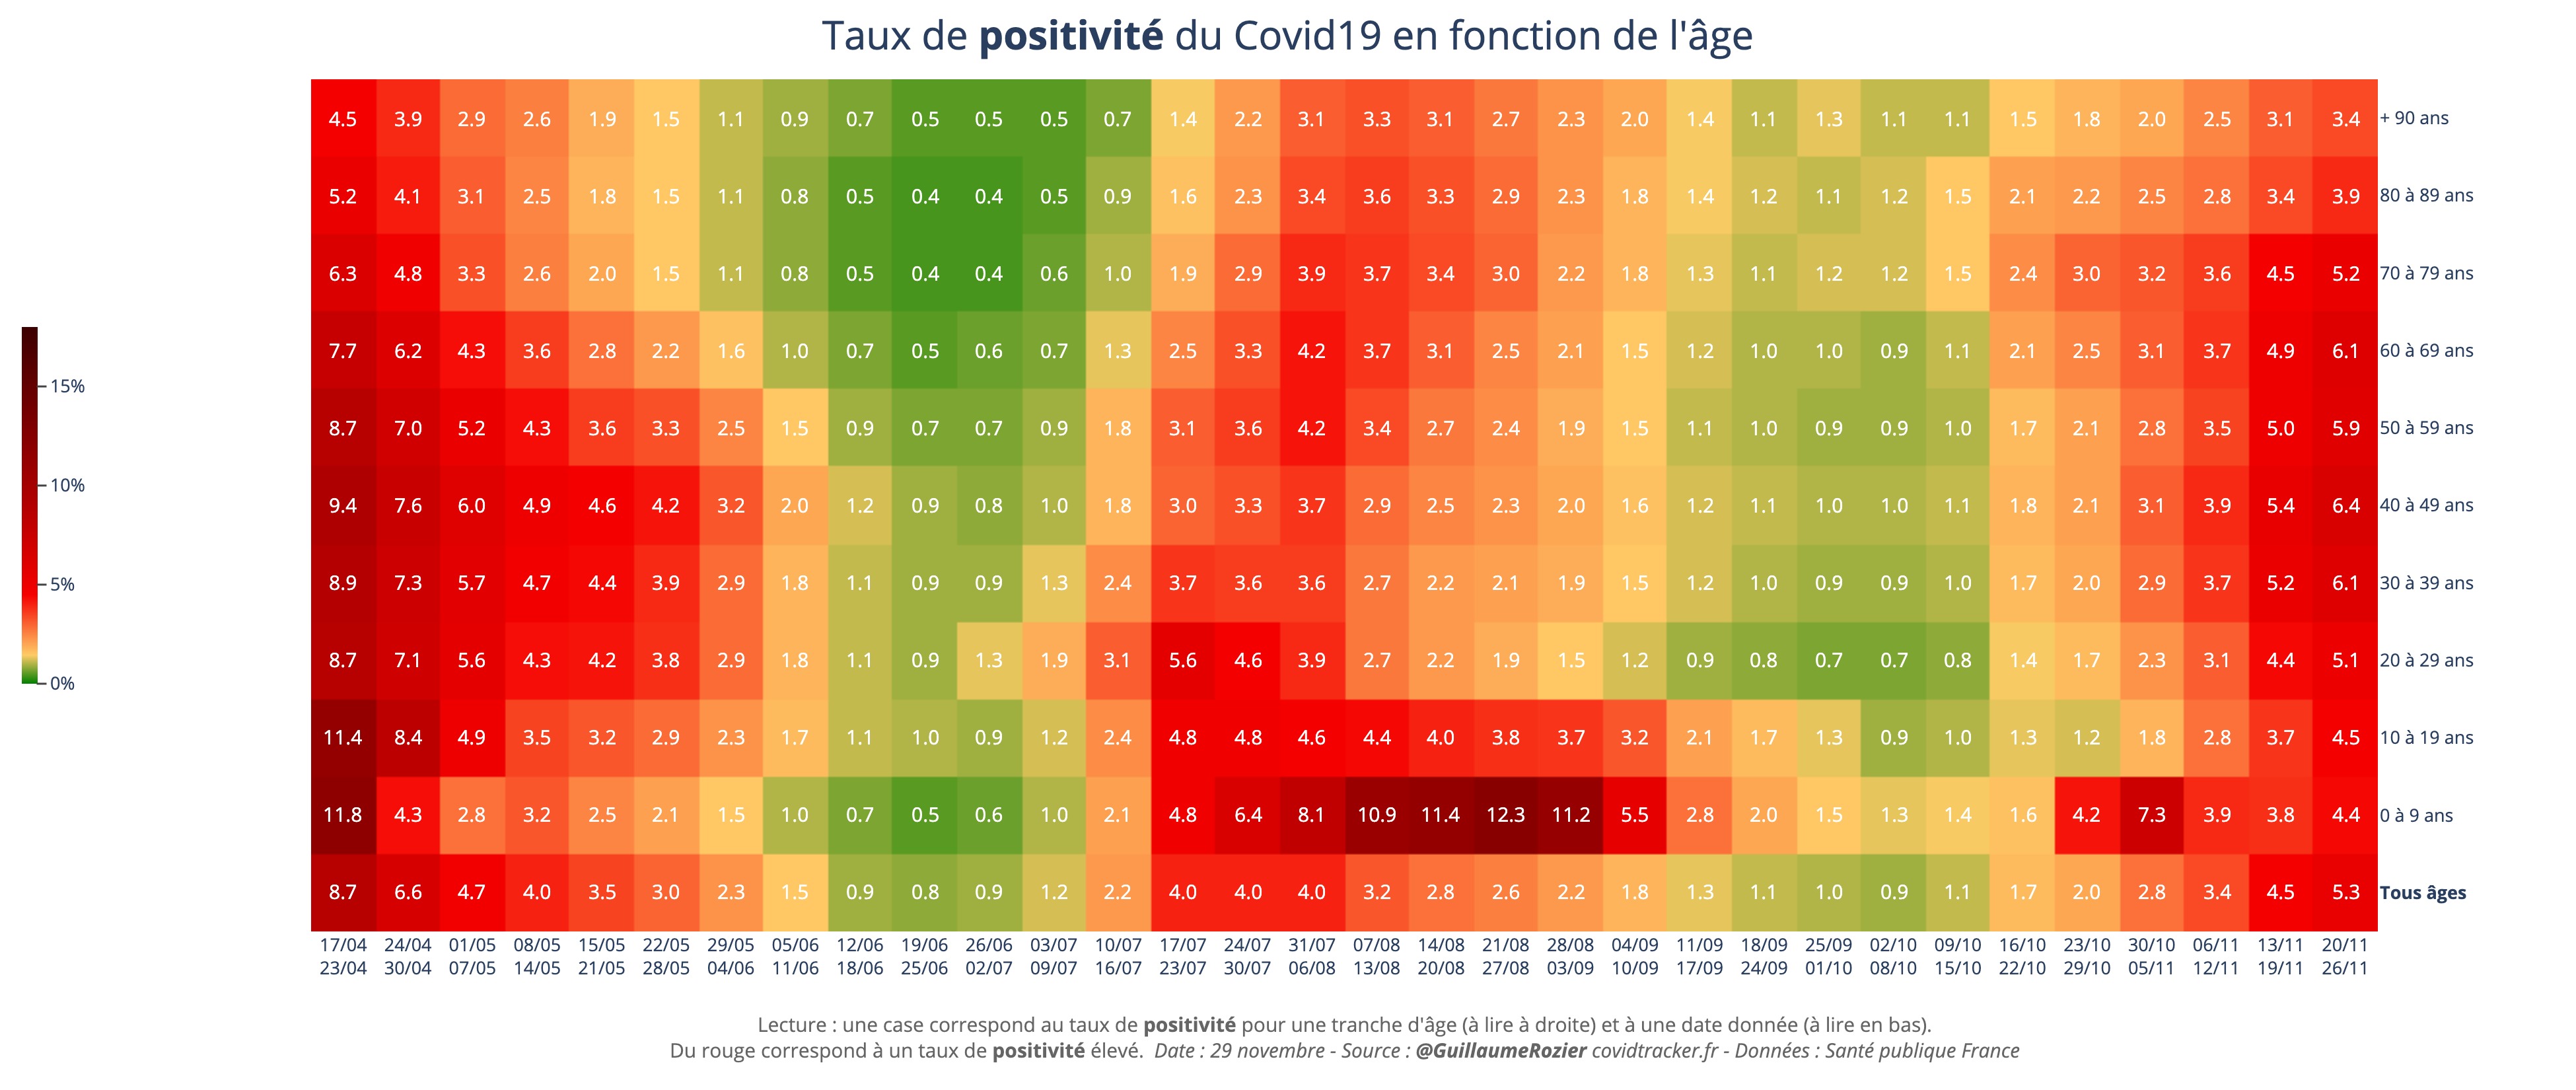 Taux de positivité du Covid19 en fonction de l'âge
4.5 3.9 2.9 2.6 1.9 1.5 1.1 0.9 0.7 0.5 0.5 0.5 0.7 1.4 2.2 3.1 3.3 3.1 2.7 2.3 2.0 1.4 1.1 1.3 1.1 1.1 1.5 1.8 2.0 2.5 3.1 3.4 + 90 ans
5.2 4.1 3.1 2.5 1.8 1.5 1.1 0.8 0.5 0.4 0.4 0.5 0.9 1.6 2.3 3.4 3.6 3.3 2.9 2.3 1.8 1.4 1.2 1.1 1.2 1.5 2.1 2.2 2.5 2.8 3.4 3.9 80 à 89 ans
6.3 4.8 3.3 2.6 2.0 1.5 1.1 0.8 0.5 0.4 0.4 0.6 1.0 1.9 2.9 3.9 3.7 3.4 3.0 2.2 1.8 1.3 1.1 1.2 1.2 1.5 2.4 3.0 3.2 3.6 4.5 5.2 70 à 79 ans
7.7 6.2 4.3 3.6 2.8 2.2 1.6 1.0 0.7 0.5 0.6 0.7 1.3 2.5 3.3 4.2 3.7 3.1 2.5 2.1 1.5 1.2 1.0 1.0 0.9 1.1 2.1 2.5 3.1 3.7 4.9 6.1 60 à 69 ans
15%
8.7 7.0 5.2 4.3 3.6 3.3 2.5 1.5 0.9 0.7 0.7 0.9 1.8 3.1 3.6 4.2 3.4 2.7 2.4 1.9 1.5 1.1 1.0 0.9 0.9 1.0 1.7 2.1 2.8 3.5 5.0 5.9 50 à 59 ans
10%
9.4 7.6 6.0 4.9 4.6 4.2 3.2 2.0 1.2 0.9 0.8 1.0 1.8 3.0 3.3 3.7 2.9 2.5 2.3 2.0 1.6 1.2 1.1 1.0 1.0 1.1 1.8 2.1 3.1 3.9 5.4 6.4 40 à 49 ans
5%
8.9 7.3 5.7 4.7 4.4 3.9 2.9 1.8 1.1 0.9 0.9 1.3 2.4 3.7 3.6 3.6 2.7 2.2 2.1 1.9 1.5 1.2 1.0 0.9 0.9 1.0 1.7 2.0 2.9 3.7 5.2 6.1 30 à 39 ans
8.7 7.1 5.6 4.3 4.2 3.8 2.9 1.8 1.1 0.9 1.3 1.9 3.1 5.6 4.6 3.9 2.7 2.2 1.9 1.5 1.2 0.9 0.8 0.7 0.7 0.8 1.4 1.7 2.3 3.1 4.4 5.1 20 à 29 ans
0%
11.4 8.4 4.9 3.5 3.2 2.9 2.3 1.7 1.1 1.0 0.9 1.2 2.4 4.8 4.8 4.6 4.4 4.0 3.8 3.7 3.2 2.1 1.7 1.3 0.9 1.0 1.3 1.2 1.8 2.8 3.7 4.5 10 à 19 ans
11.8 4.3 2.8 3.2 2.5 2.1 1.5 1.0 0.7 0.5 0.6 1.0 2.1 4.8 6.4 8.1 10.9 11.4 12.3 11.2 5.5 2.8 2.0 1.5 1.3 1.4 1.6 4.2 7.3 3.9 3.8 4.4 0 à 9 ans
8.7 6.6 4.7 4.0 3.5 3.0 2.3 1.5 0.9 0.8 0.9 1.2 2.2 4.0 4.0 4.0 3.2 2.8 2.6 2.2 1.8 1.3 1.1 1.0 0.9 1.1 1.7 2.0 2.8 3.4 4.5 5.3 Tous âges
17/04 24/04 01/05 08/05 15/05 22/05 29/05 05/06 12/06 19/06 26/06 03/07 10/07 17/07 24/07 31/07 07/08 14/08 21/08 28/08 04/09 11/09 18/09 25/09 02/10 09/10 16/10 23/10 30/10 06/11 13/11 20/11
23/04 30/04 07/05 14/05 21/05 28/05 04/06 11/06 18/06 25/06 02/07 09/07 16/07 23/07 30/07 06/08 13/08 20/08 27/08 03/09 10/09 17/09 24/09 01/10 08/10 15/10 22/10 29/10 05/11 12/11 19/11 26/11
Lecture : une case correspond au taux de positivité pour une tranche d'âge (à lire à droite) et à une date donnée (à lire en bas).
Du rouge correspond à un taux de positivité élevé. Date : 29 novembre - Source : @GuillaumeRozier covidtracker.fr - Données : Santé publique France